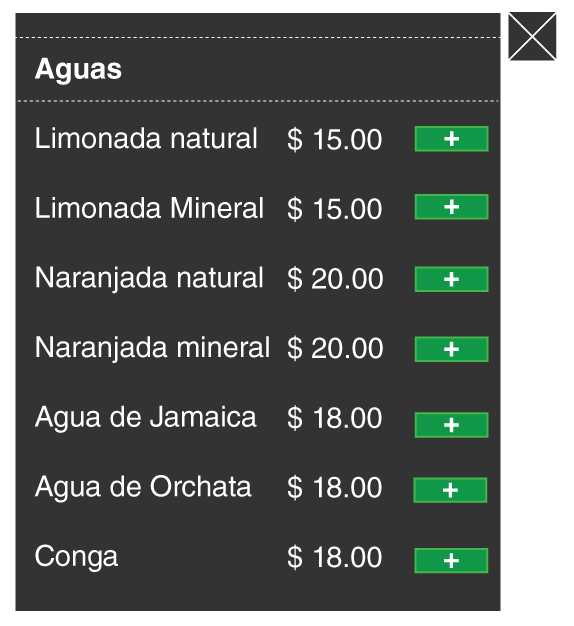 Aguas
Limonada natural $ 15.00 +
Limonada Mineral $ 15.00 +
Naranjada natural $ 20.00 +
Naranjada mineral $ 20.00 +
Agua de Jamaica $ 18.00 +
Agua de Orchata $ 18.00 +
Conga $ 18.00 +